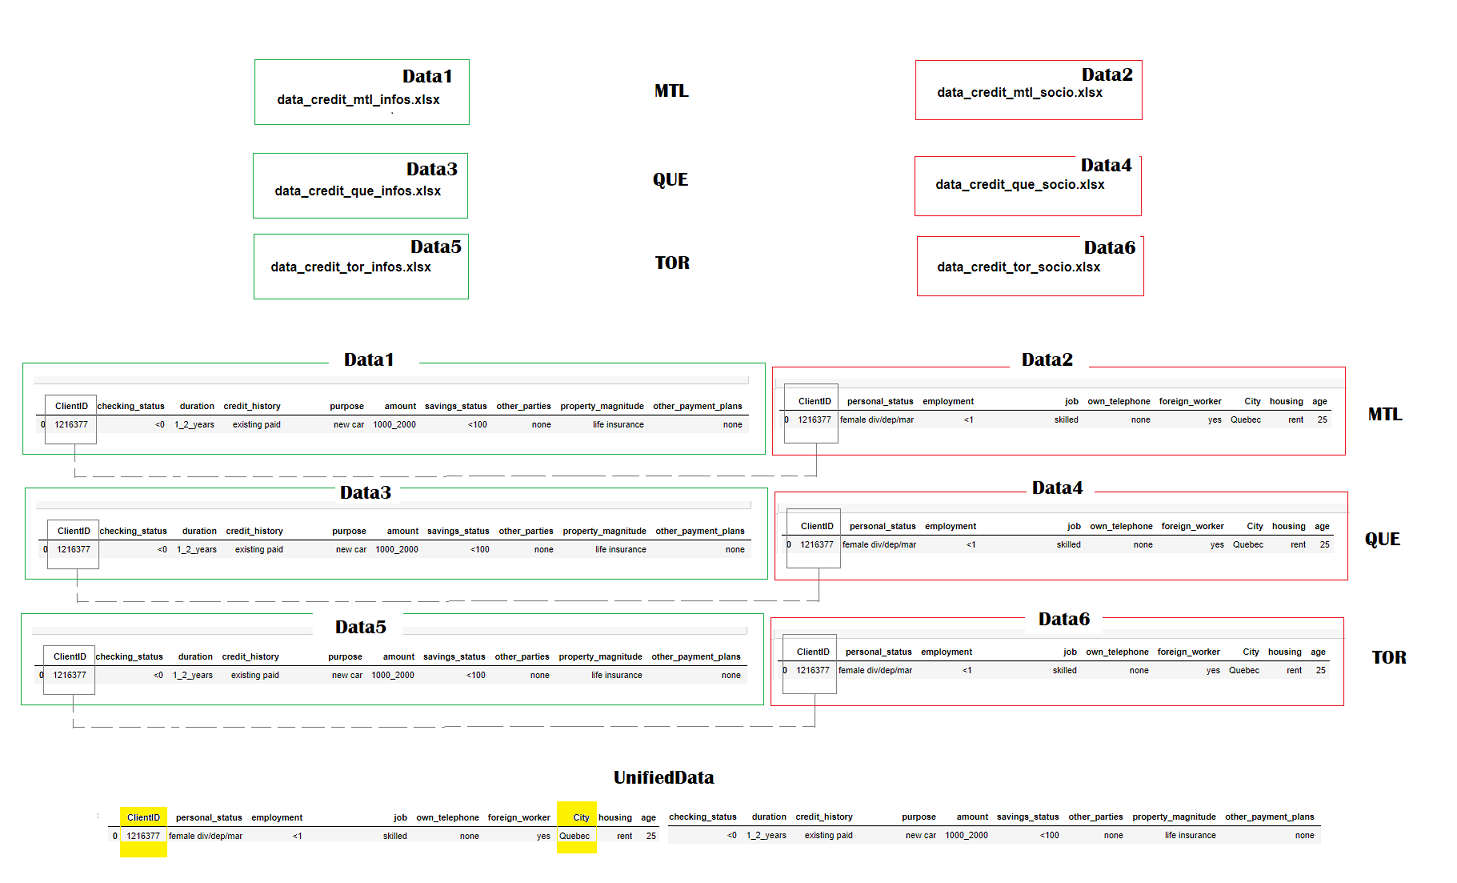 Data1
data_credit_mtl_infos.xlsx
MTL
Data2
data_credit_mtl_socio.xlsx
Data3
data_credit_que_infos.xlsx
QUE
Data4
data_credit_que_socio.xlsx
Data5
data_credit_tor_infos.xlsx
TOR
Data6
data_credit_tor_socio.xlsx
Data1
ClientID checking_status duration credit_history purpose amount savings_status other_parties property_magnitude other_payment_plans
0 1216377 <0 1_2_years existing paid new car 1000_2000 <100 none life insurance none
Data2
ClientID personal_status employment job own_telephone foreign_worker City housing age
0 1216377 female div/dep/mar <1 skilled none yes Quebec rent 25
MTL
Data3
ClientID checking_status duration credit_history purpose amount savings_status other_parties property_magnitude other_payment_plans
0 1216377 <0 1_2_years existing paid new car 1000_2000 <100 none life insurance none
Data4
ClientID personal_status employment job own_telephone foreign_worker City housing age
0 1216377 female div/dep/mar <1 skilled none yes Quebec rent 25
QUE
Data5
ClientID checking_status duration credit_history purpose amount savings_status other_parties property_magnitude other_payment_plans
0 1216377 <0 1_2_years existing paid new car 1000_2000 <100 none life insurance none
Data6
ClientID personal_status employment job own_telephone foreign_worker City housing age
0 1216377 female div/dep/mar <1 skilled none yes Quebec rent 25
TOR
UnifiedData
ClientID personal_status employment job own_telephone foreign_worker City housing age checking_status duration credit_history purpose amount savings_status other_parties property_magnitude other_payment_plans
0 1216377 female div/dep/mar <1 skilled none yes Quebec rent 25 <0 1_2_years existing paid new car 1000_2000 <100 none life insurance none